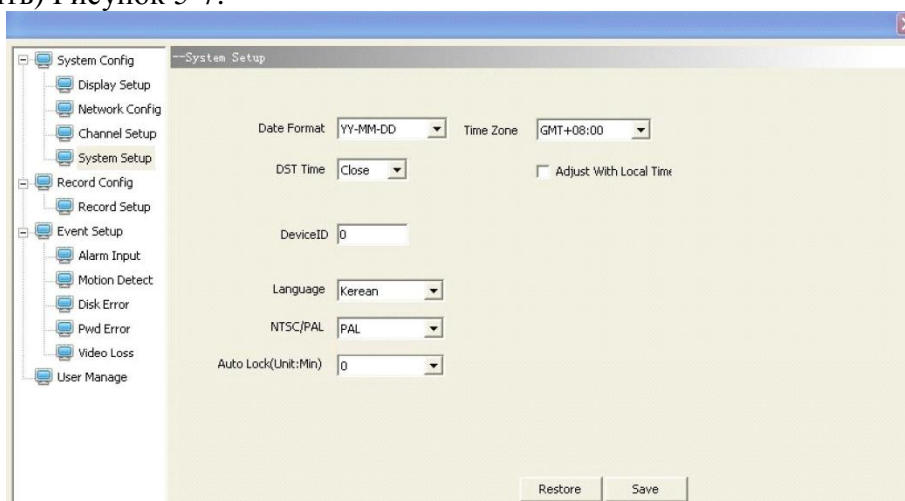 Рисунок 5-7.
--System Setup
System Config
Display Setup
Network Config
Channel Setup
System Setup
Record Config
Record Setup
Event Setup
Alarm Input
Motion Detect
Disk Error
Pwd Error
Video Loss
User Manage
Date Format YY-MM-DD Time Zone GMT+08:00
DST Time Close Adjust With Local Time
DeviceID 0
Language Kerean
NTSC/PAL PAL
Auto Lock(Unit:Min) 0
Restore Save